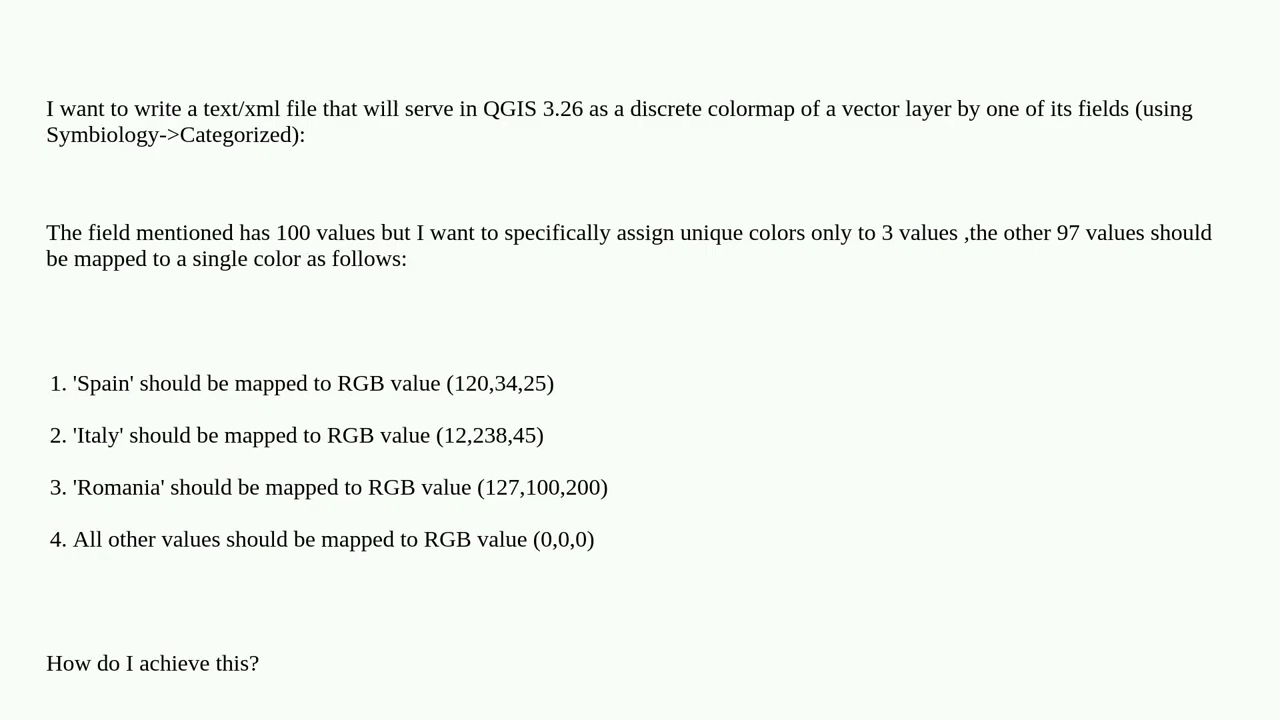 I want to write a text/xml file that will serve in QGIS 3.26 as a discrete colormap of a vector layer by one of its fields (using
Symbiology->Categorized):
The field mentioned has 100 values but I want to specifically assign unique colors only to 3 values ,the other 97 values should
be mapped to a single color as follows:
1. 'Spain' should be mapped to RGB value (120,34,25)
2. 'Italy' should be mapped to RGB value (12,238,45)
3. 'Romania' should be mapped to RGB value (127,100,200)
4. All other values should be mapped to RGB value (0,0,0)
How do I achieve this?